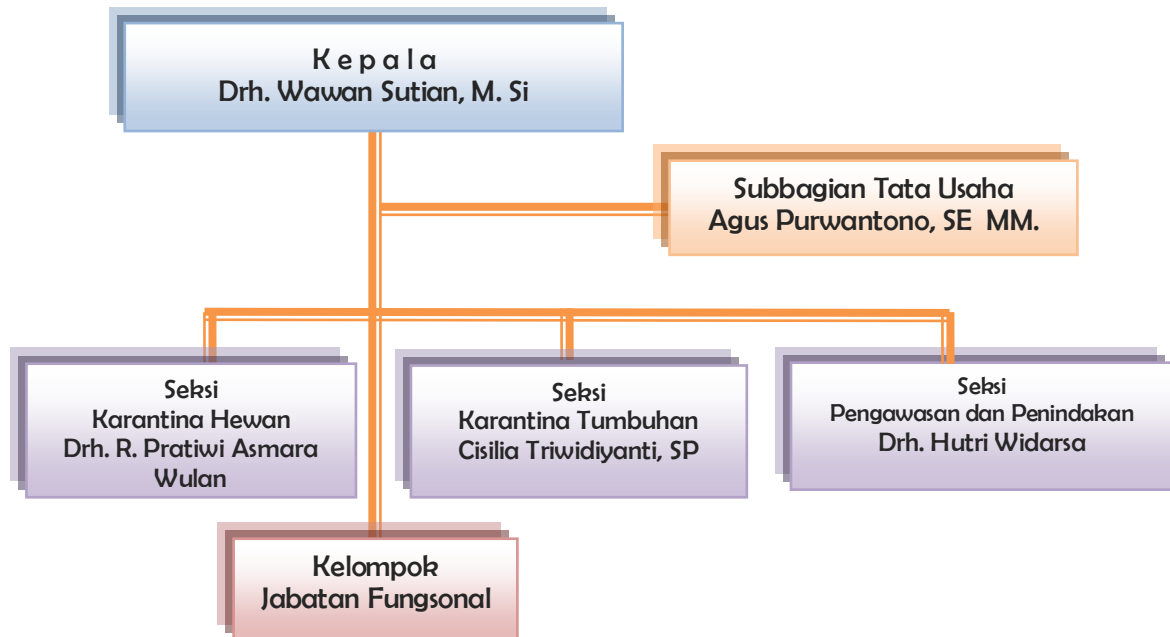 K e p a l a
Drh. Wawan Sutian, M. Si
Subbagian Tata Usaha
Agus Purwantono, SE  MM.
Seksi
Karantina Hewan
Drh. R. Pratiwi Asmara
Wulan
Seksi
Karantina Tumbuhan
Cisilia Triwidiyanti, SP
Seksi
Pengawasan dan Penindakan
Drh. Hutri Widarsa
Kelompok
Jabatan Fungsonal